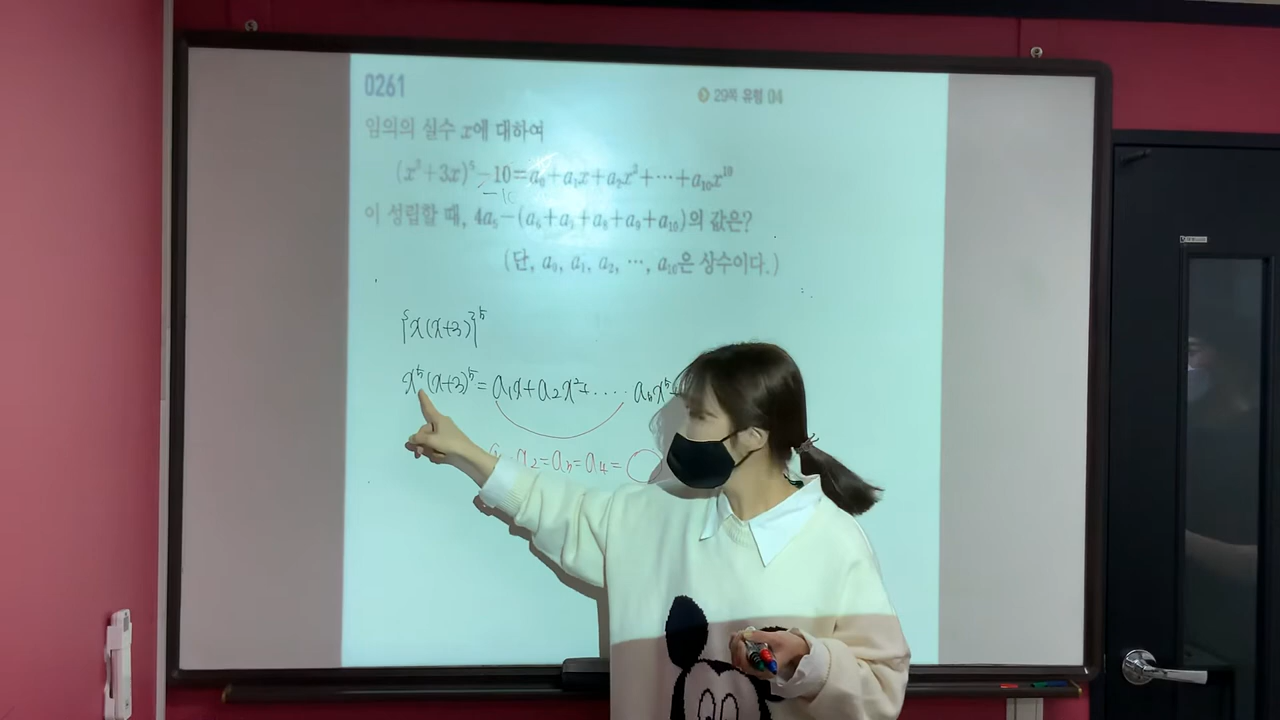 0261
29쪽 유형 04
임의의 실수 x에 대하여
(x²+3x)⁵-10=a₀+a₁x+a₂x²+⋯+a₁₀x¹⁰
-10
이 성립할 때, 4a₅-(a₆+a₇+a₈+a₉+a₁₀)의 값은?
(단, a₀, a₁, a₂, ⋯, a₁₀은 상수이다.)
{x(x+3)}⁵
x⁵(x+3)⁵=a₁x+a₂x²+....a₅x⁵
a₂=a₃=a₄=